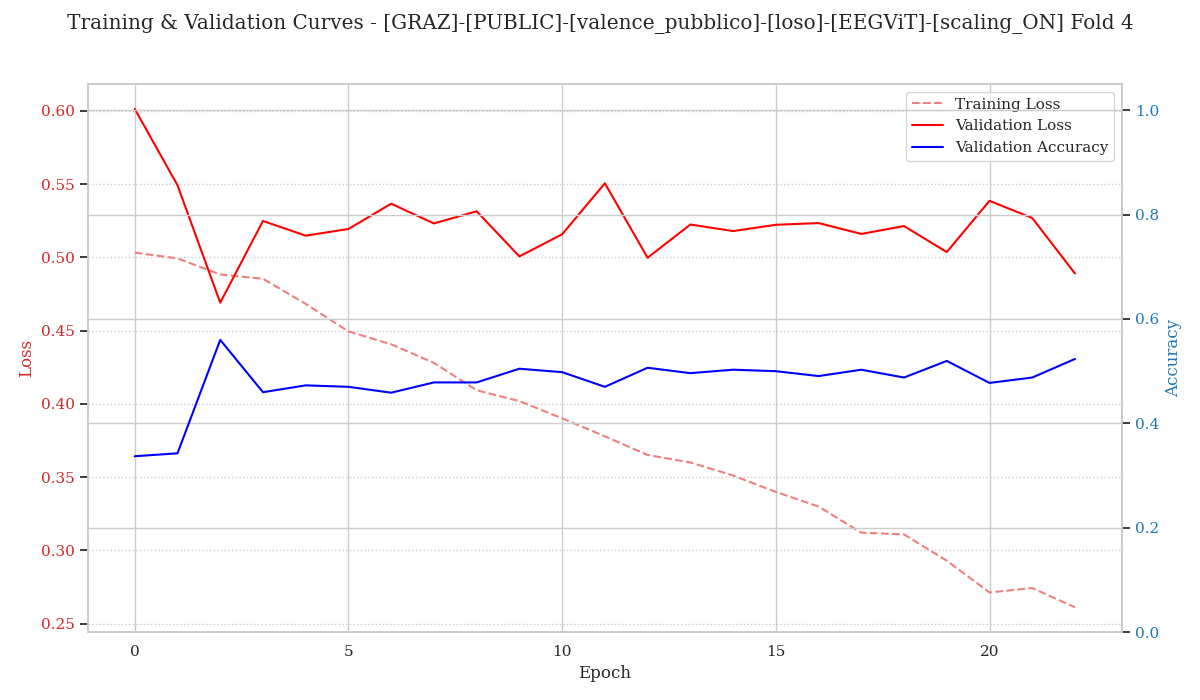 Training & Validation Curves - [GRAZ]-[PUBLIC]-[valence_pubblico]-[loso]-[EEGViT]-[scaling_ON] Fold 4
Training Loss
Validation Loss
Validation Accuracy
Loss
0.60
0.55
0.50
0.45
0.40
0.35
0.30
0.25
1.0
0.8
0.6
0.4
0.2
0.0
Accuracy
0
5
10
15
20
Epoch